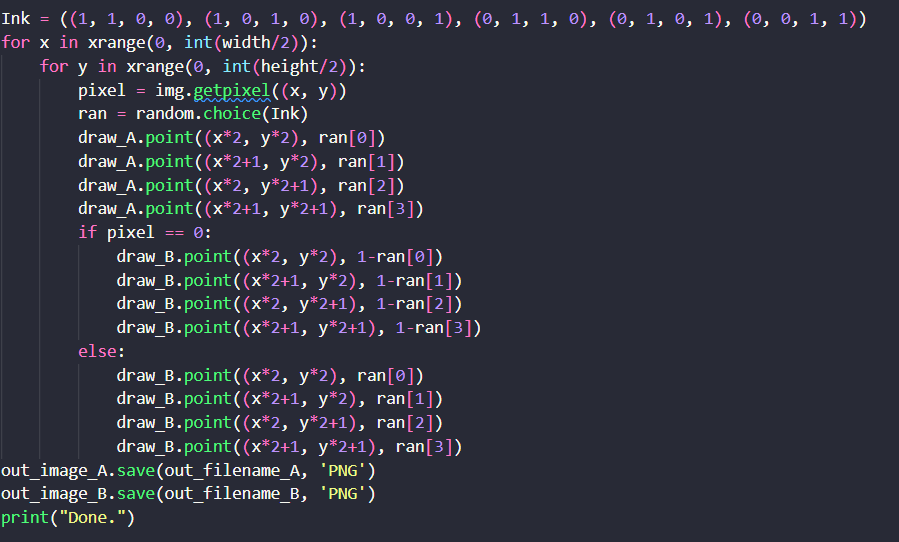 Ink = ((1, 1, 0, 0), (1, 0, 1, 0), (1, 0, 0, 1), (0, 1, 1, 0), (0, 1, 0, 1), (0, 0, 1, 1))
for x in xrange(0, int(width/2)):
    for y in xrange(0, int(height/2)):
        pixel = img.getpixel((x, y))
        ran = random.choice(Ink)
        draw_A.point((x*2, y*2), ran[0])
        draw_A.point((x*2+1, y*2), ran[1])
        draw_A.point((x*2, y*2+1), ran[2])
        draw_A.point((x*2+1, y*2+1), ran[3])
        if pixel == 0:
            draw_B.point((x*2, y*2), 1-ran[0])
            draw_B.point((x*2+1, y*2), 1-ran[1])
            draw_B.point((x*2, y*2+1), 1-ran[2])
            draw_B.point((x*2+1, y*2+1), 1-ran[3])
        else:
            draw_B.point((x*2, y*2), ran[0])
            draw_B.point((x*2+1, y*2), ran[1])
            draw_B.point((x*2, y*2+1), ran[2])
            draw_B.point((x*2+1, y*2+1), ran[3])
out_image_A.save(out_filename_A, 'PNG')
out_image_B.save(out_filename_B, 'PNG')
print("Done.")